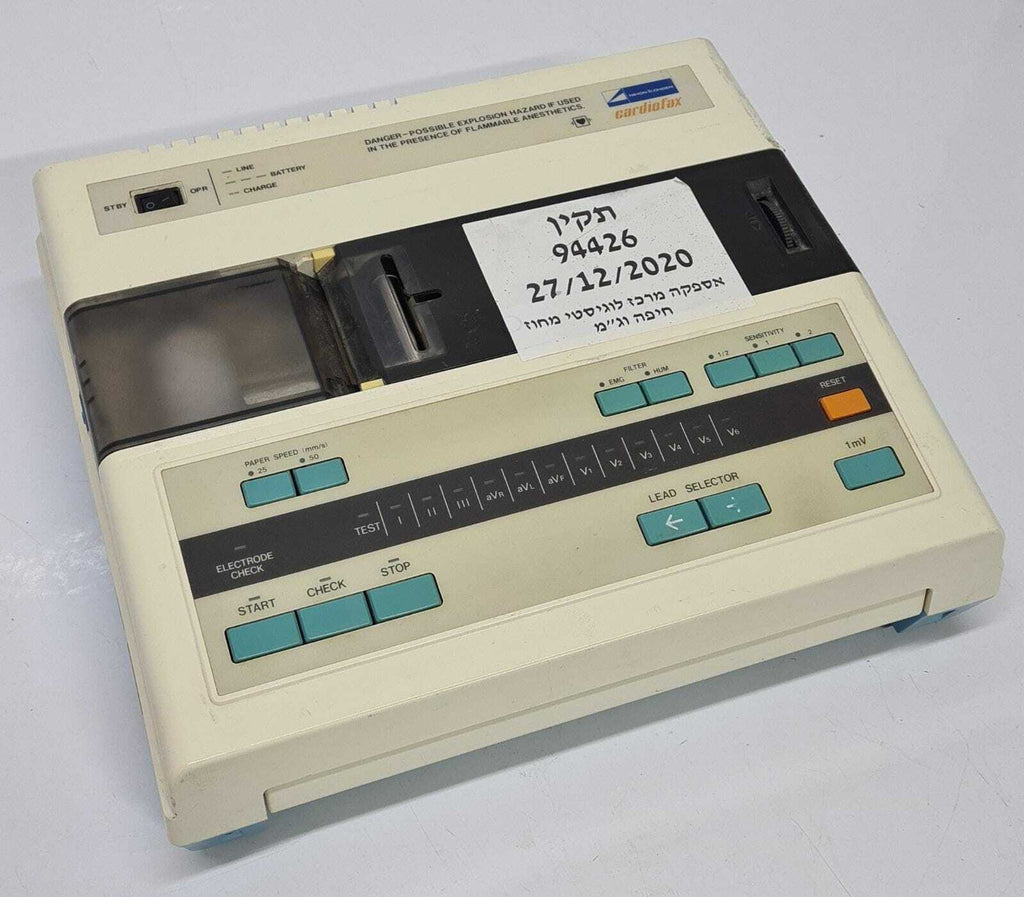 NIHON KOHDEN
cardiofax
DANGER–POSSIBLE EXPLOSION HAZARD IF USED
IN THE PRESENCE OF FLAMMABLE ANESTHETICS.
STBY
OPR
LINE
BATTERY
CHARGE
תקין
94426
27/12/2020
אספקה מרכז לוגיסטי מחוז
חיפה וג״מ
SENSITIVITY
1/2 1 2
FILTER
EMG HUM
RESET
PAPER SPEED (mm/s)
25 50
TEST I II III aVR aVL aVF V1 V2 V3 V4 V5 V6
1mV
LEAD SELECTOR
← →
ELECTRODE
CHECK
START CHECK STOP